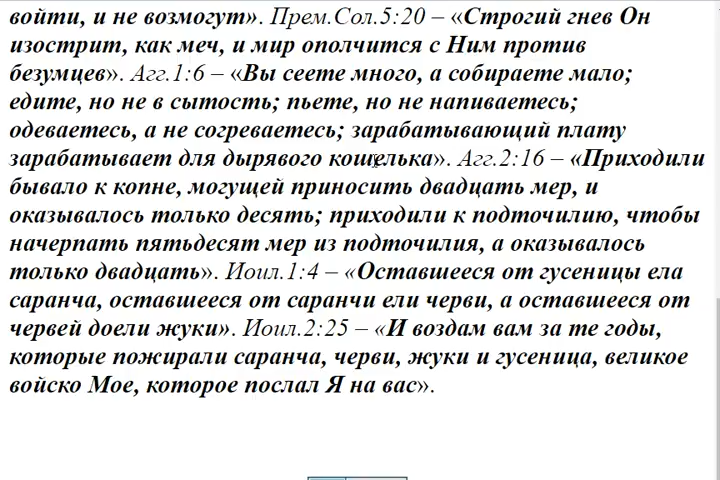 войти, и не возмогут». Прем.Сол.5:20 – «Строгий гнев Он
изострит, как меч, и мир ополчится с Ним против
безумцев». Агг.1:6 – «Вы сеете много, а собираете мало;
едите, но не в сытость; пьете, но не напиваетесь;
одеваетесь, а не согреваетесь; зарабатывающий плату
зарабатывает для дырявого кошелька». Агг.2:16 – «Приходили
бывало к копне, могущей приносить двадцать мер, и
оказывалось только десять; приходили к подточилию, чтобы
начерпать пятьдесят мер из подточилия, а оказывалось
только двадцать». Иоил.1:4 – «Оставшееся от гусеницы ела
саранча, оставшееся от саранчи ели черви, а оставшееся от
червей доели жуки». Иоил.2:25 – «И воздам вам за те годы,
которые пожирали саранча, черви, жуки и гусеница, великое
войско Мое, которое послал Я на вас».